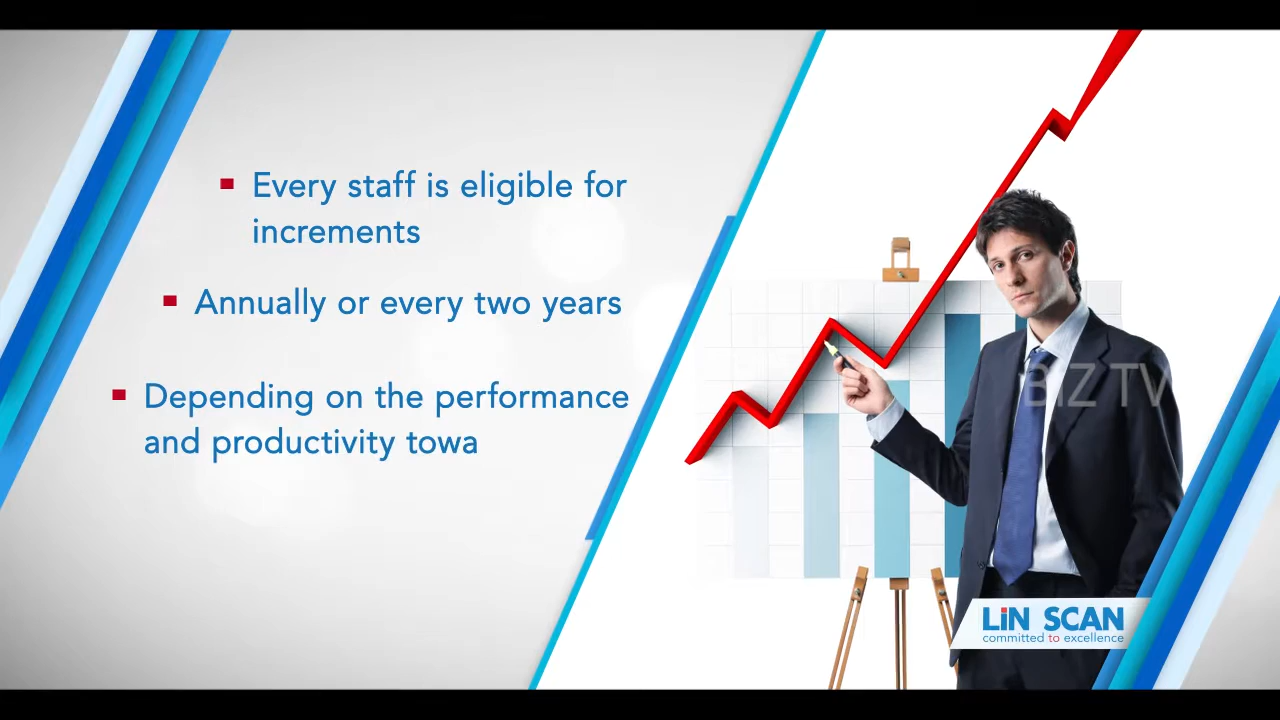 Every staff is eligible for
increments
Annually or every two years
Depending on the performance
and productivity towa
BIZ TV
LiN SCAN
committed to excellence